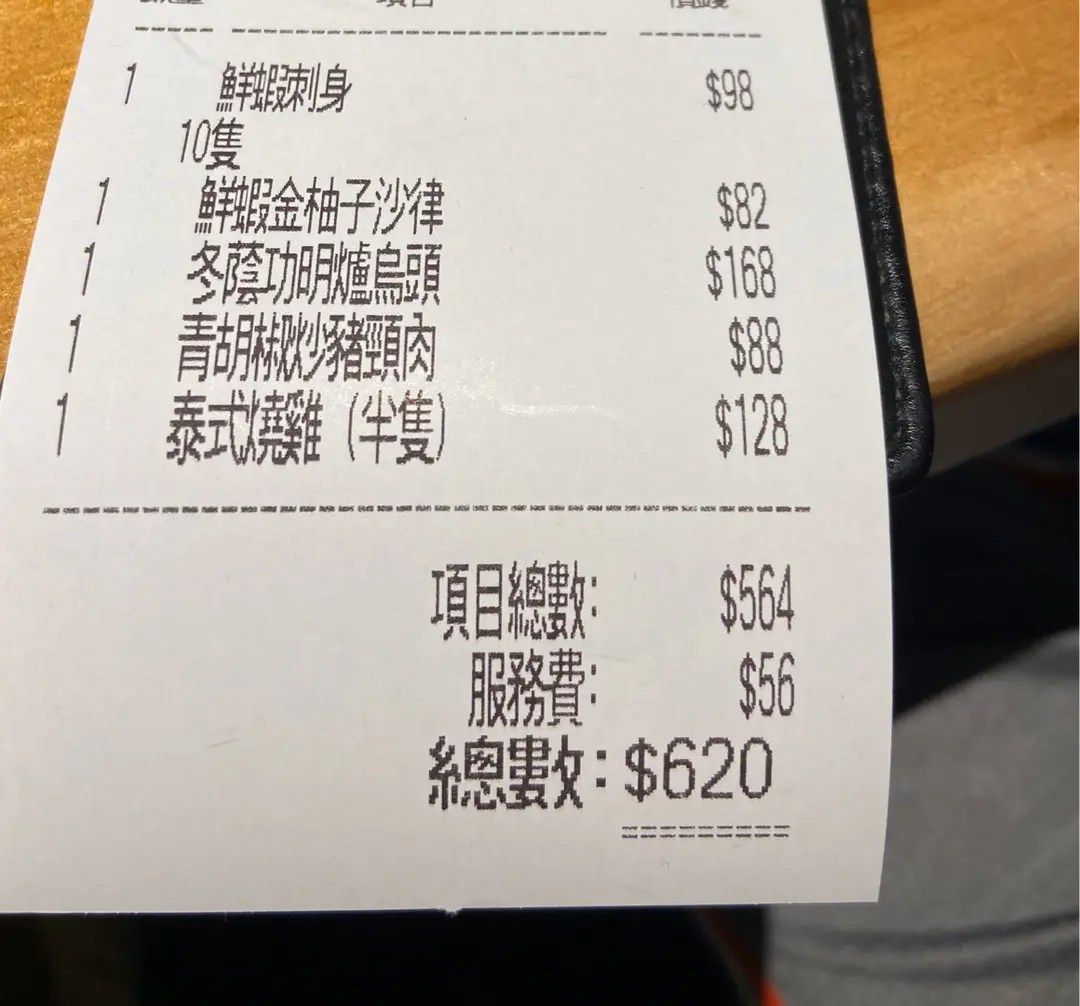 項目
1 鮮蝦刺身 $98
10隻
1 鮮蝦金柚子沙律 $82
1 冬蔭功明爐烏頭 $168
1 青胡椒炒豬頸肉 $88
1 泰式燒雞 (半隻) $128
項目總數: $564
服務費: $56
總數: $620